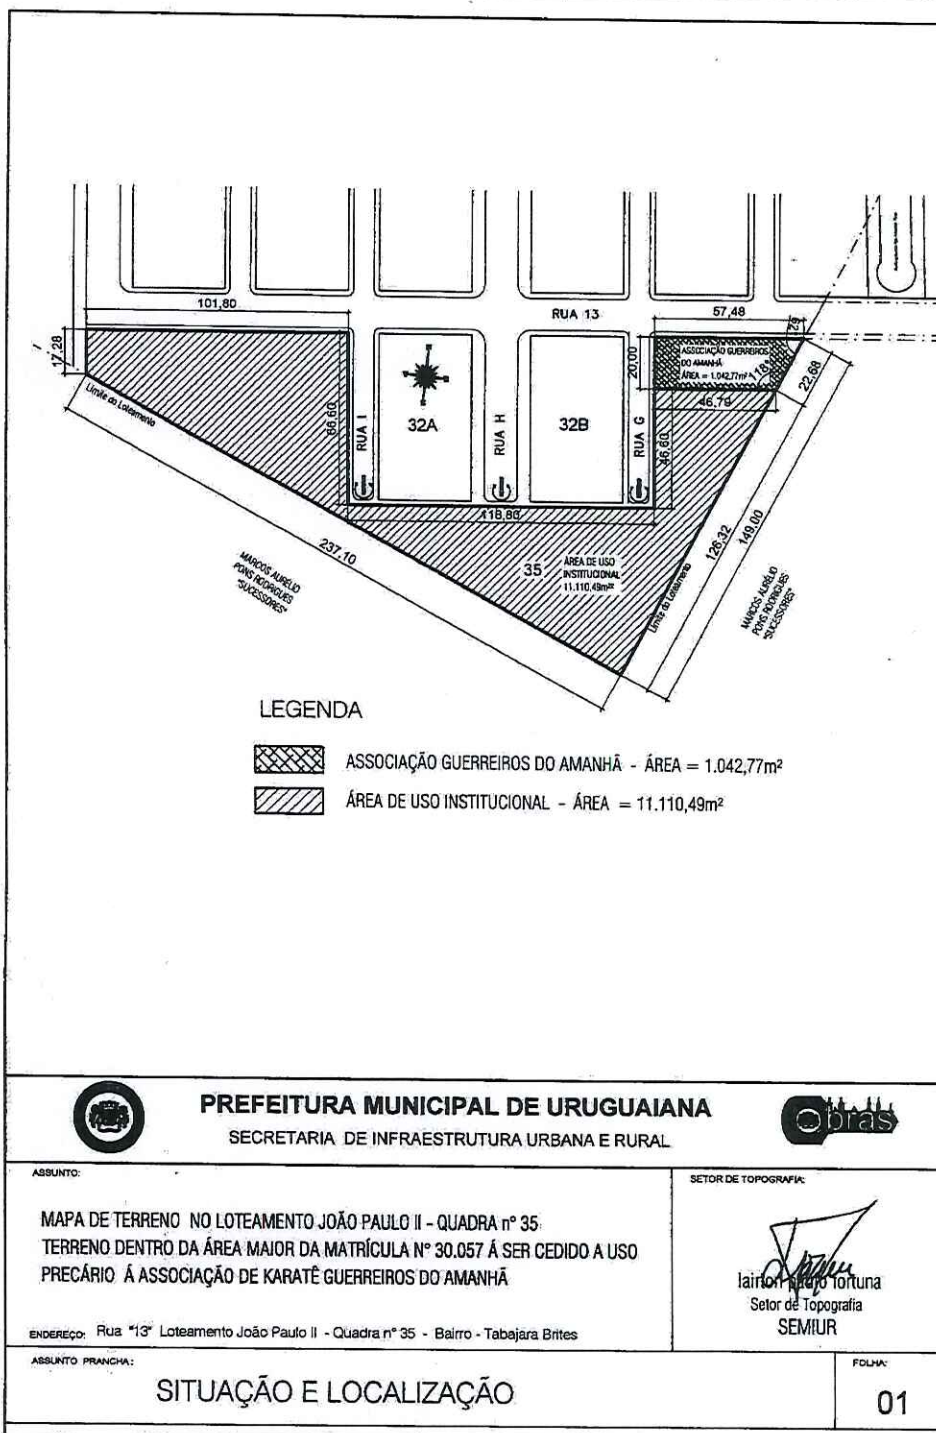 101,80
RUA 13
57,48
17,28
62°
20,00
ASSOCIAÇÃO GUERREIROS
DO AMANHÃ
ÁREA = 1.042,77m²
118°
22,68
46,79
Limite do Loteamento
66,60
RUA I
32A
RUA H
32B
RUA G
46,60
118,80
237,10
35
ÁREA DE USO
INSTITUCIONAL
11.110,49m²
126,32
149,00
Limite do Loteamento
MARCOS AURÉLIO
PONS RODRIGUES
"SUCESSORES"
MARCOS AURÉLIO
PONS RODRIGUES
"SUCESSORES"
LEGENDA
ASSOCIAÇÃO GUERREIROS DO AMANHÃ - ÁREA = 1.042,77m²
ÁREA DE USO INSTITUCIONAL - ÁREA = 11.110,49m²
PREFEITURA MUNICIPAL DE URUGUAIANA
SECRETARIA DE INFRAESTRUTURA URBANA E RURAL
Obras
ASSUNTO:
MAPA DE TERRENO NO LOTEAMENTO JOÃO PAULO II - QUADRA n° 35
TERRENO DENTRO DA ÁREA MAIOR DA MATRÍCULA N° 30.057 Á SER CEDIDO A USO
PRECÁRIO Á ASSOCIAÇÃO DE KARATÊ GUERREIROS DO AMANHÃ
ENDEREÇO: Rua "13" Loteamento João Paulo II - Quadra n° 35 - Bairro - Tabajara Brites
SETOR DE TOPOGRAFIA:
fortuna
Setor de Topografia
SEMIUR
ASSUNTO PRANCHA:
SITUAÇÃO E LOCALIZAÇÃO
FOLHA:
01